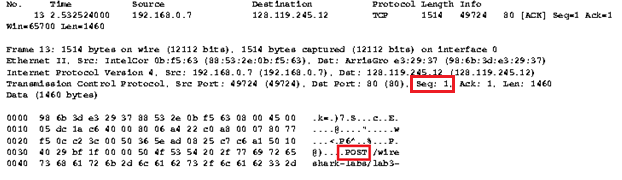 No. Time Source Destination Protocol Length Info
13 2.532524000 192.168.0.7 128.119.245.12 TCP 1514 49724 80 [ACK] Seq=1 Ack=1
Win=65700 Len=1460
Frame 13: 1514 bytes on wire (12112 bits), 1514 bytes captured (12112 bits) on interface 0
Ethernet II, Src: IntelCor 0b:f5:63 (88:53:2e:0b:f5:63), Dst: ArrisGro e3:29:37 (98:6b:3d:e3:29:37)
Internet Protocol Version 4, Src: 192.168.0.7 (192.168.0.7), Dst: 128.119.245.12 (128.119.245.12)
Transmission Control Protocol, Src Port: 49724 (49724), Dst Port: 80 (80), Seq: 1, Ack: 1, Len: 1460
Data (1460 bytes)
0000 98 6b 3d e3 29 37 88 53 2e 0b f5 63 08 00 45 00 .k=.)7.S...c..E.
0010 05 dc 1a c6 40 00 80 06 a4 22 c0 a8 00 07 80 77 ....@....".....w
0020 f5 0c c2 3c 00 50 36 5e ad 08 25 c7 c6 a1 50 10 ...<.P6^..%...P.
0030 40 29 bf 1f 00 00 50 4f 53 54 20 2f 77 69 72 65 @)....POST /wire
0040 73 68 61 72 6b 2d 6c 61 62 73 2f 6c 61 62 33 2d shark-labs/lab3-